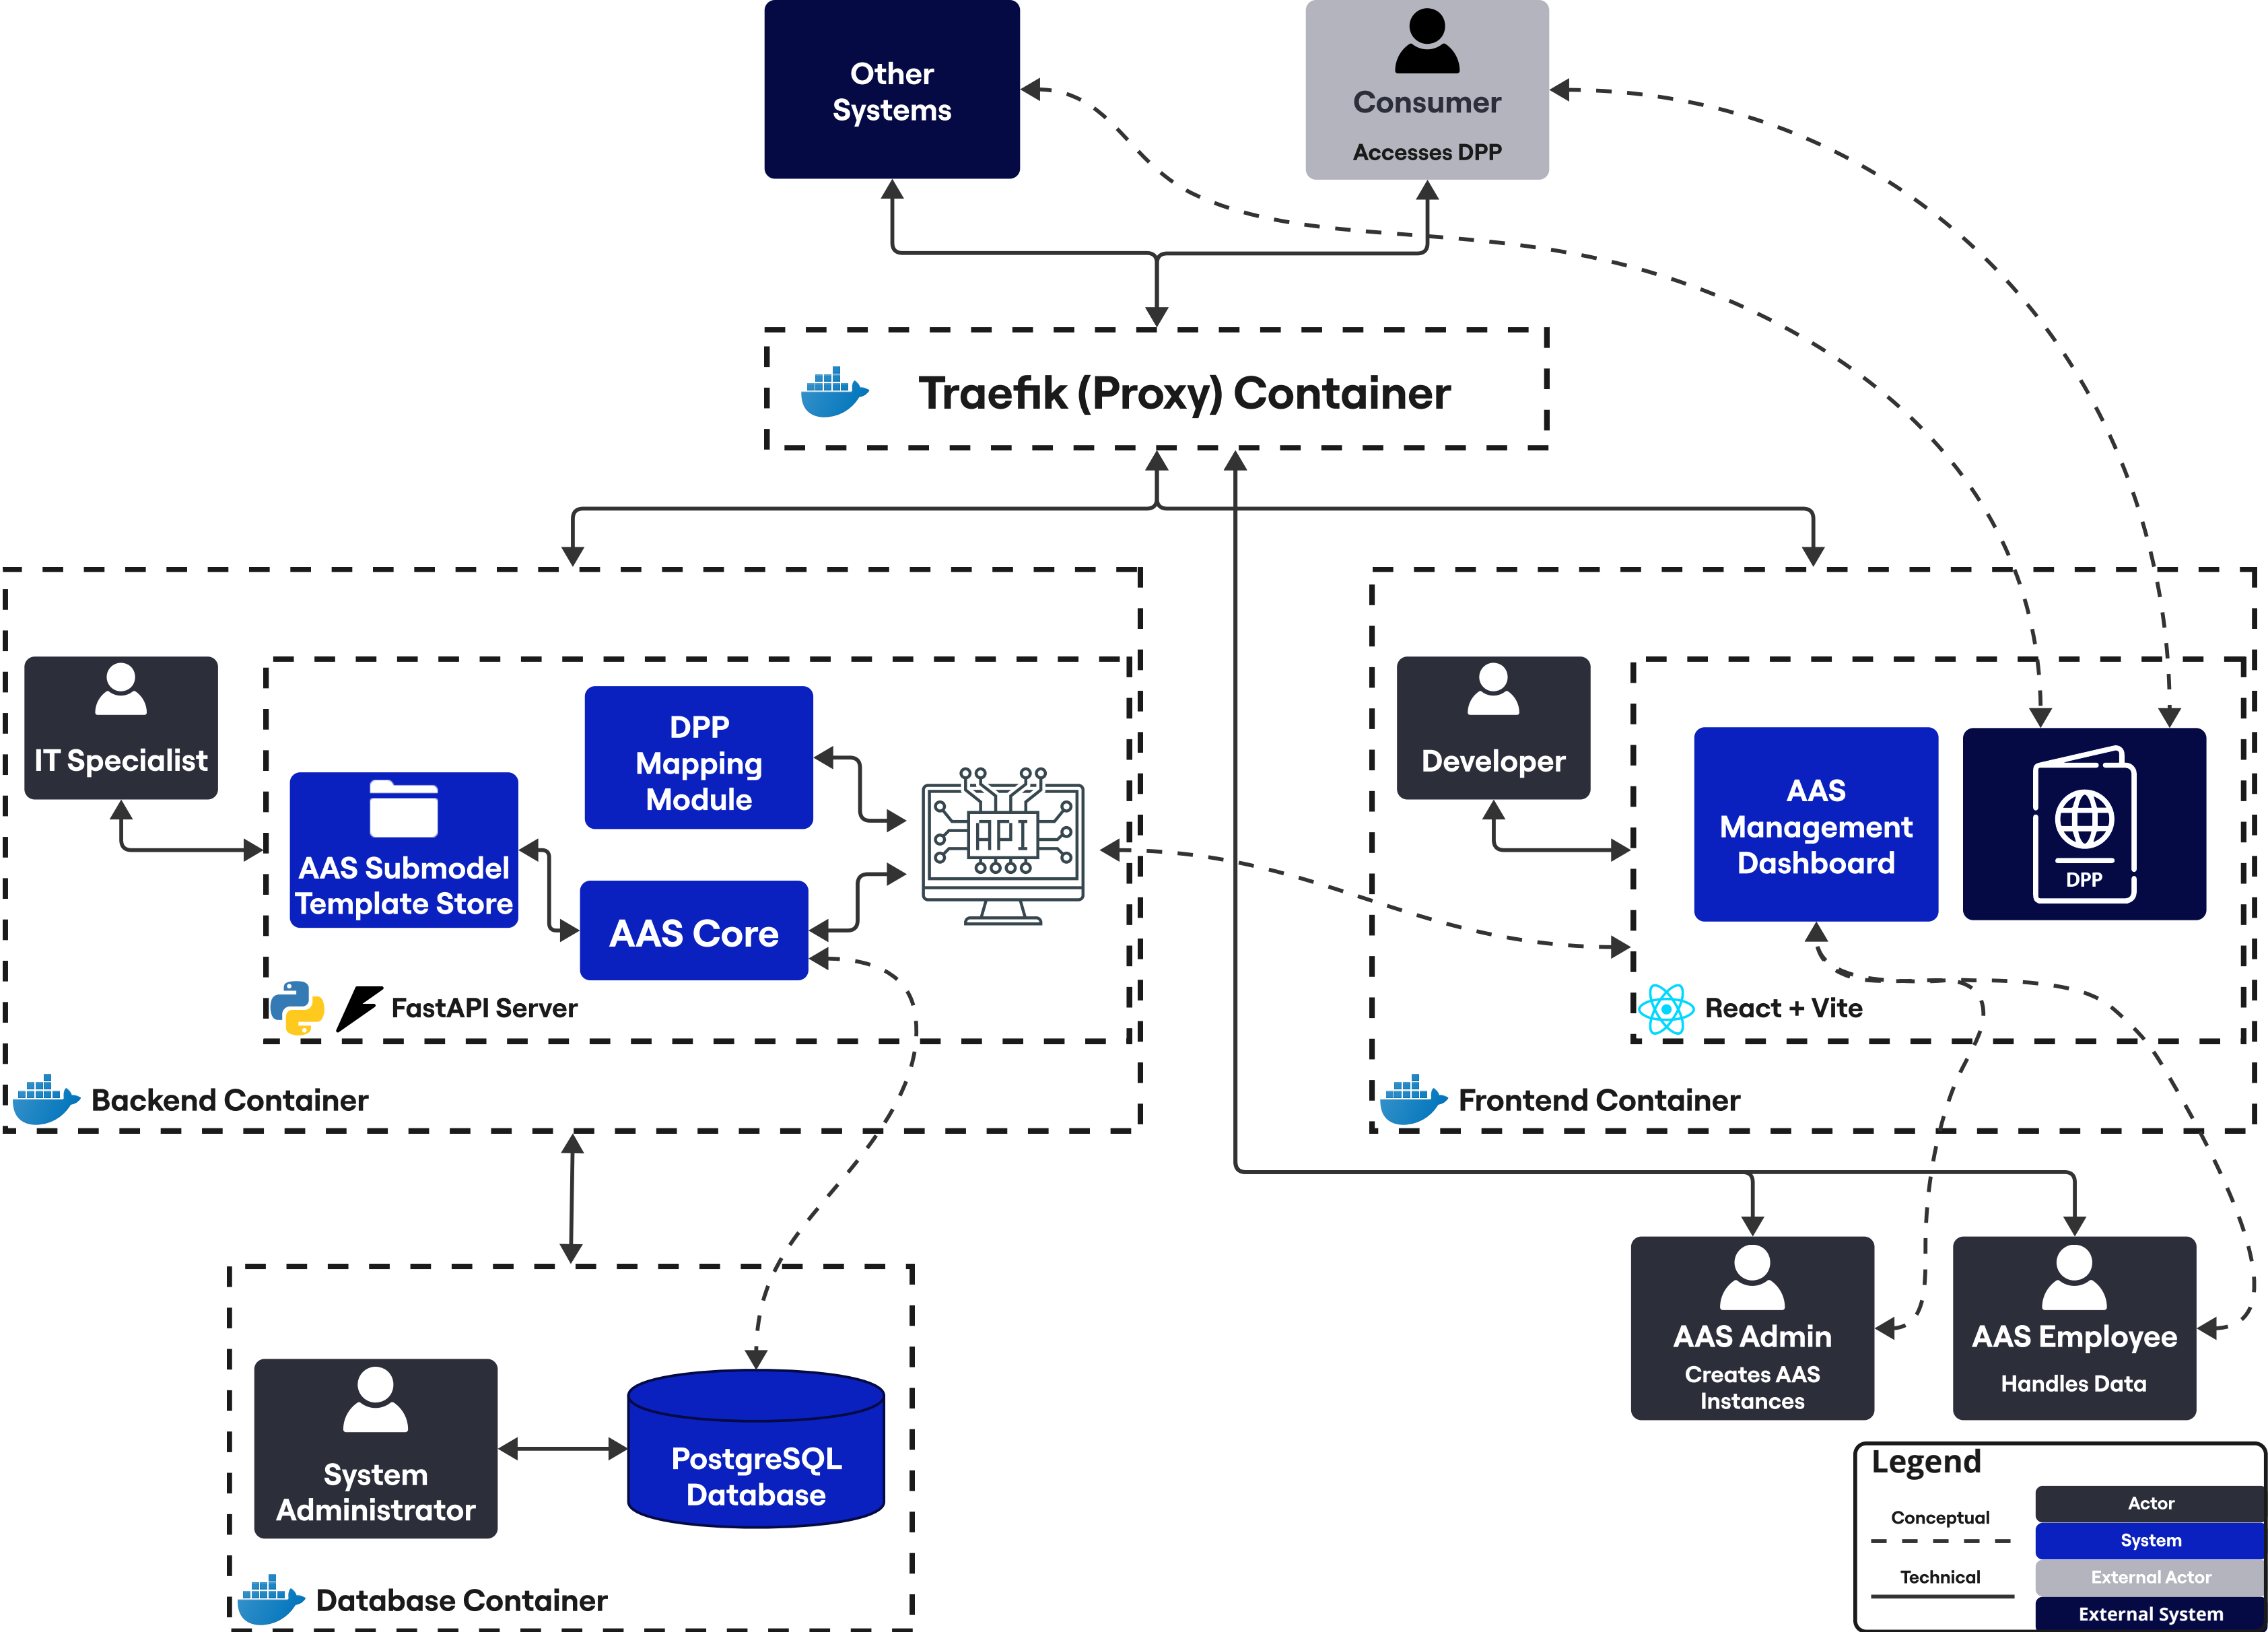 Other
Systems
Consumer
Accesses DPP
Traefik (Proxy) Container
IT Specialist
DPP
Mapping
Module
API
AAS Submodel
Template Store
AAS Core
FastAPI Server
Backend Container
Developer
AAS
Management
Dashboard
DPP
React + Vite
Frontend Container
AAS Admin
Creates AAS
Instances
AAS Employee
Handles Data
System
Administrator
PostgreSQL
Database
Database Container
Legend
Conceptual
Technical
Actor
System
External Actor
External System